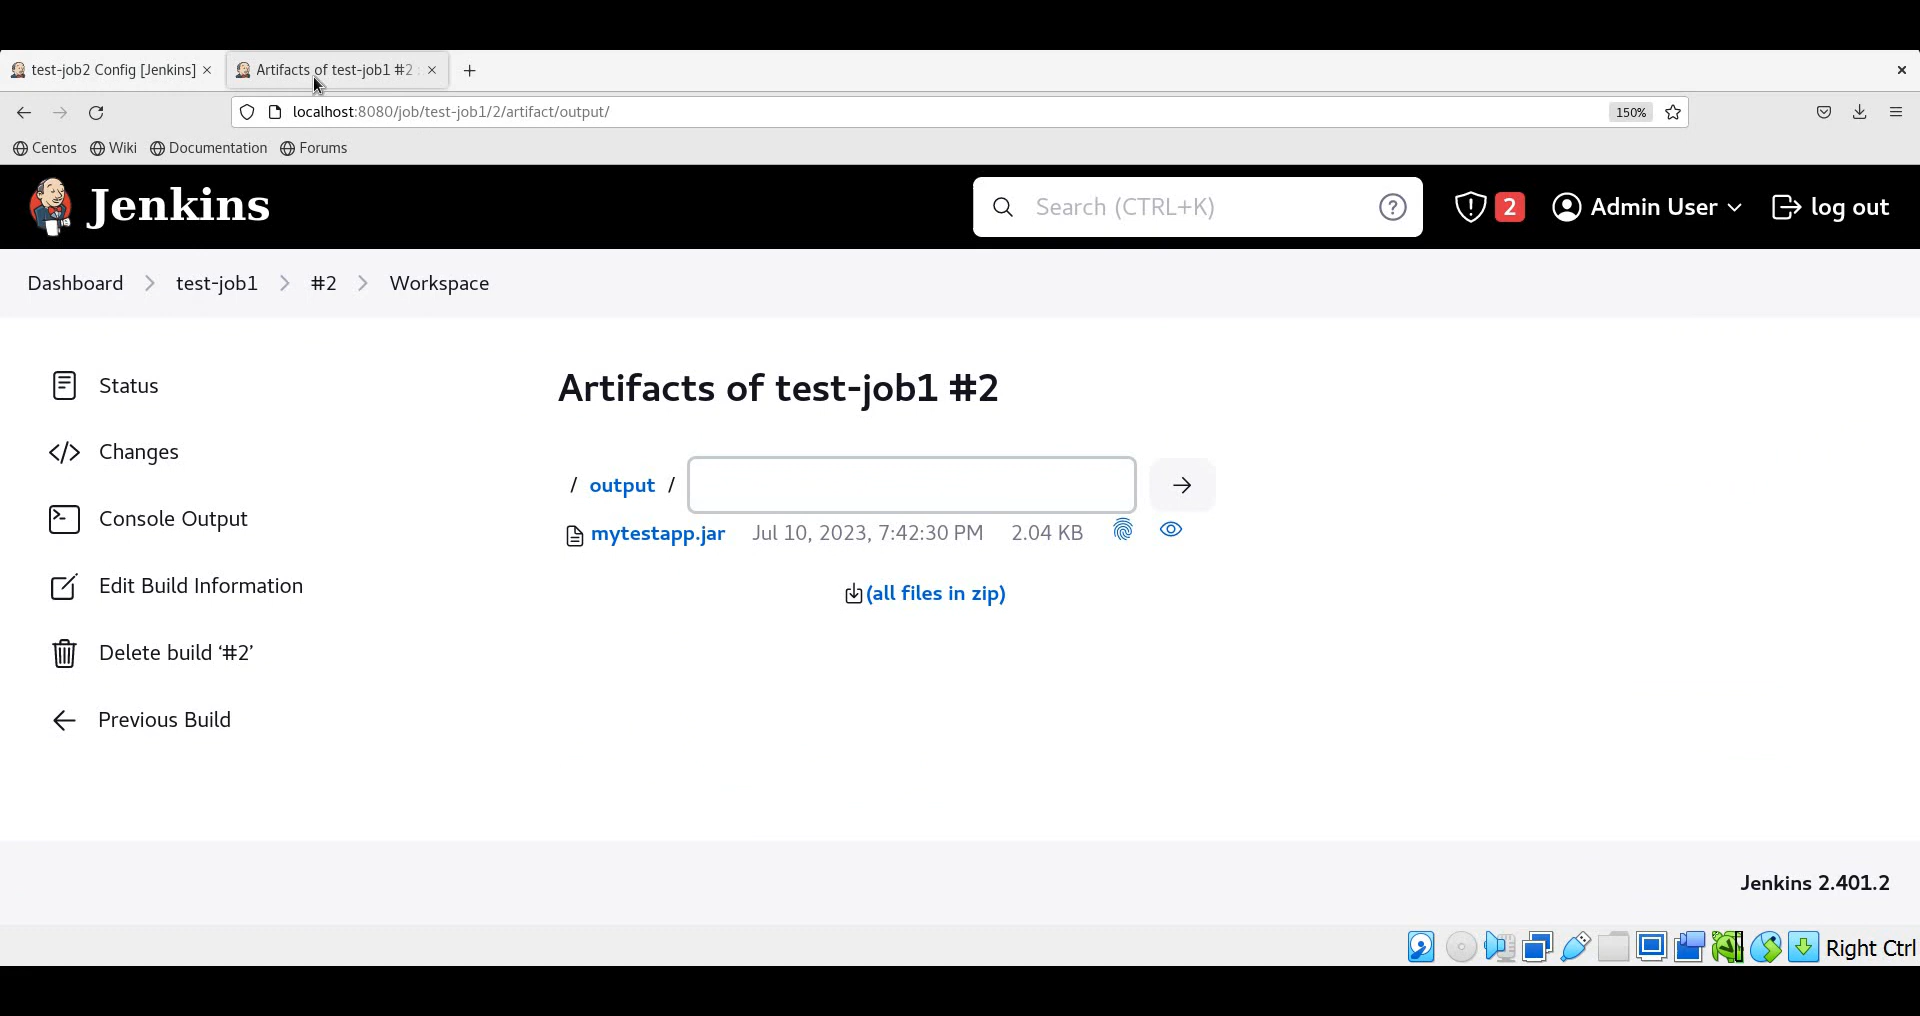 test-job2 Config [Jenkins]
Artifacts of test-job1 #2
localhost:8080/job/test-job1/2/artifact/output/
150%
Centos
Wiki
Documentation
Forums
Jenkins
Search (CTRL+K)
2
Admin User
log out
Dashboard
test-job1
#2
Workspace
Status
Changes
Console Output
Edit Build Information
Delete build ‘#2’
Previous Build
Artifacts of test-job1 #2
/ output /
mytestapp.jar Jul 10, 2023, 7:42:30 PM 2.04 KB
(all files in zip)
Jenkins 2.401.2
Right Ctrl